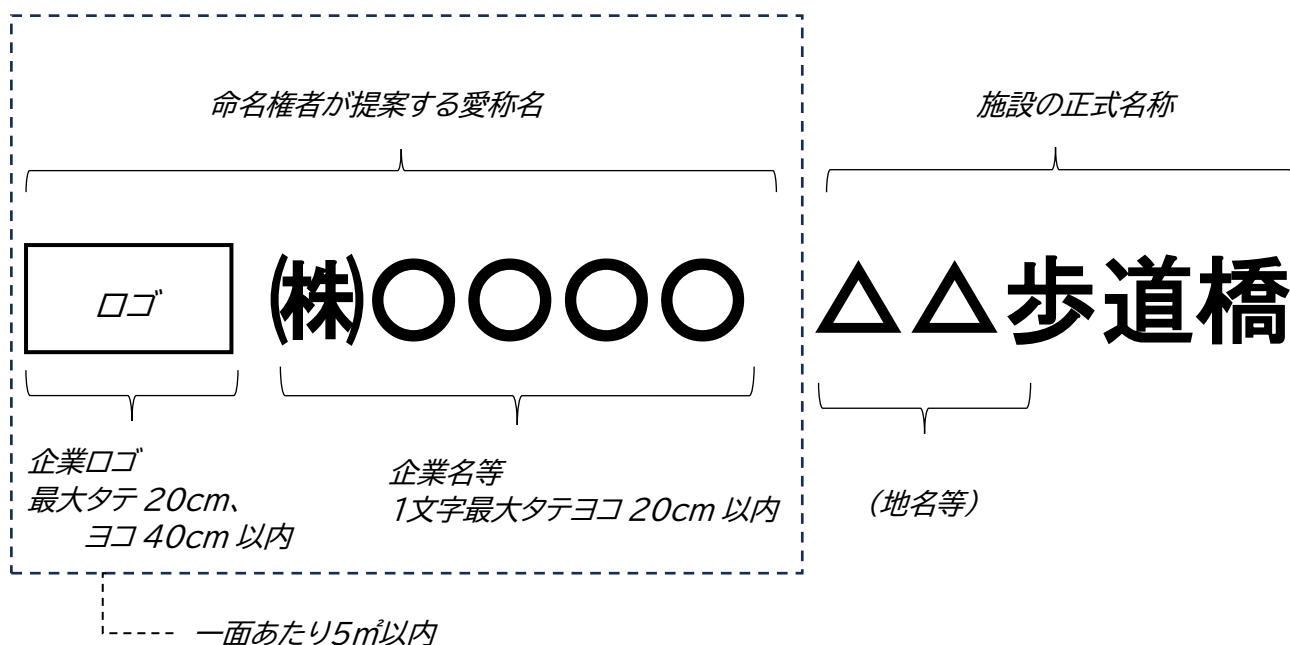 命名権者が提案する愛称名
施設の正式名称
ロゴ
㈱○○○○
△△歩道橋
企業ロゴ
最大タテ 20cm、
ヨコ 40cm 以内
企業名等
1文字最大タテヨコ 20cm 以内
（地名等）
一面あたり5㎡以内